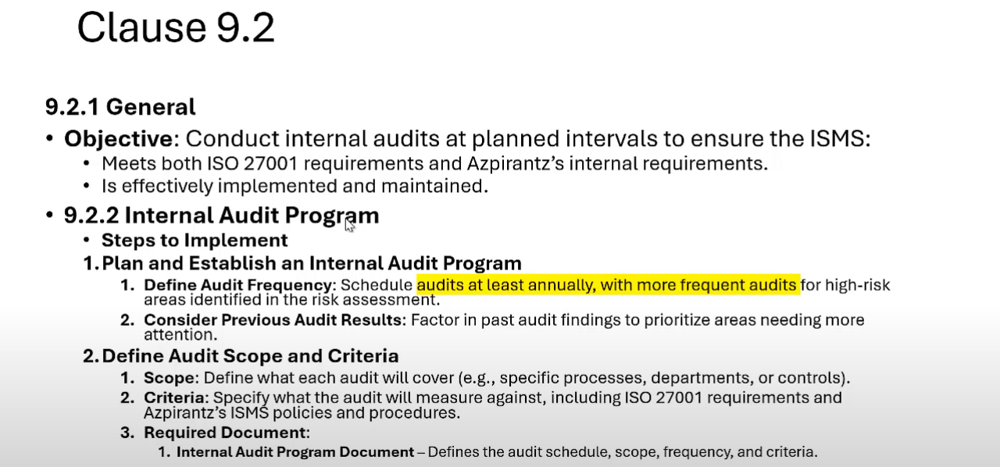 Clause 9.2
9.2.1 General
• Objective: Conduct internal audits at planned intervals to ensure the ISMS:
• Meets both ISO 27001 requirements and Azpirantz’s internal requirements.
• Is effectively implemented and maintained.
• 9.2.2 Internal Audit Program
• Steps to Implement
1. Plan and Establish an Internal Audit Program
1. Define Audit Frequency: Schedule audits at least annually, with more frequent audits for high-risk
areas identified in the risk assessment.
2. Consider Previous Audit Results: Factor in past audit findings to prioritize areas needing more
attention.
2. Define Audit Scope and Criteria
1. Scope: Define what each audit will cover (e.g., specific processes, departments, or controls).
2. Criteria: Specify what the audit will measure against, including ISO 27001 requirements and
Azpirantz’s ISMS policies and procedures.
3. Required Document:
1. Internal Audit Program Document – Defines the audit schedule, scope, frequency, and criteria.